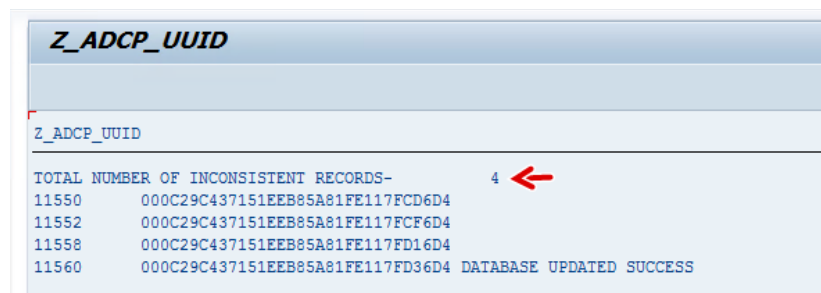 Z_ADCP_UUID
Z_ADCP_UUID
TOTAL NUMBER OF INCONSISTENT RECORDS- 4
11550 000C29C437151EEB85A81FE117FCD6D4
11552 000C29C437151EEB85A81FE117FCF6D4
11558 000C29C437151EEB85A81FE117FD16D4
11560 000C29C437151EEB85A81FE117FD36D4 DATABASE UPDATED SUCCESS